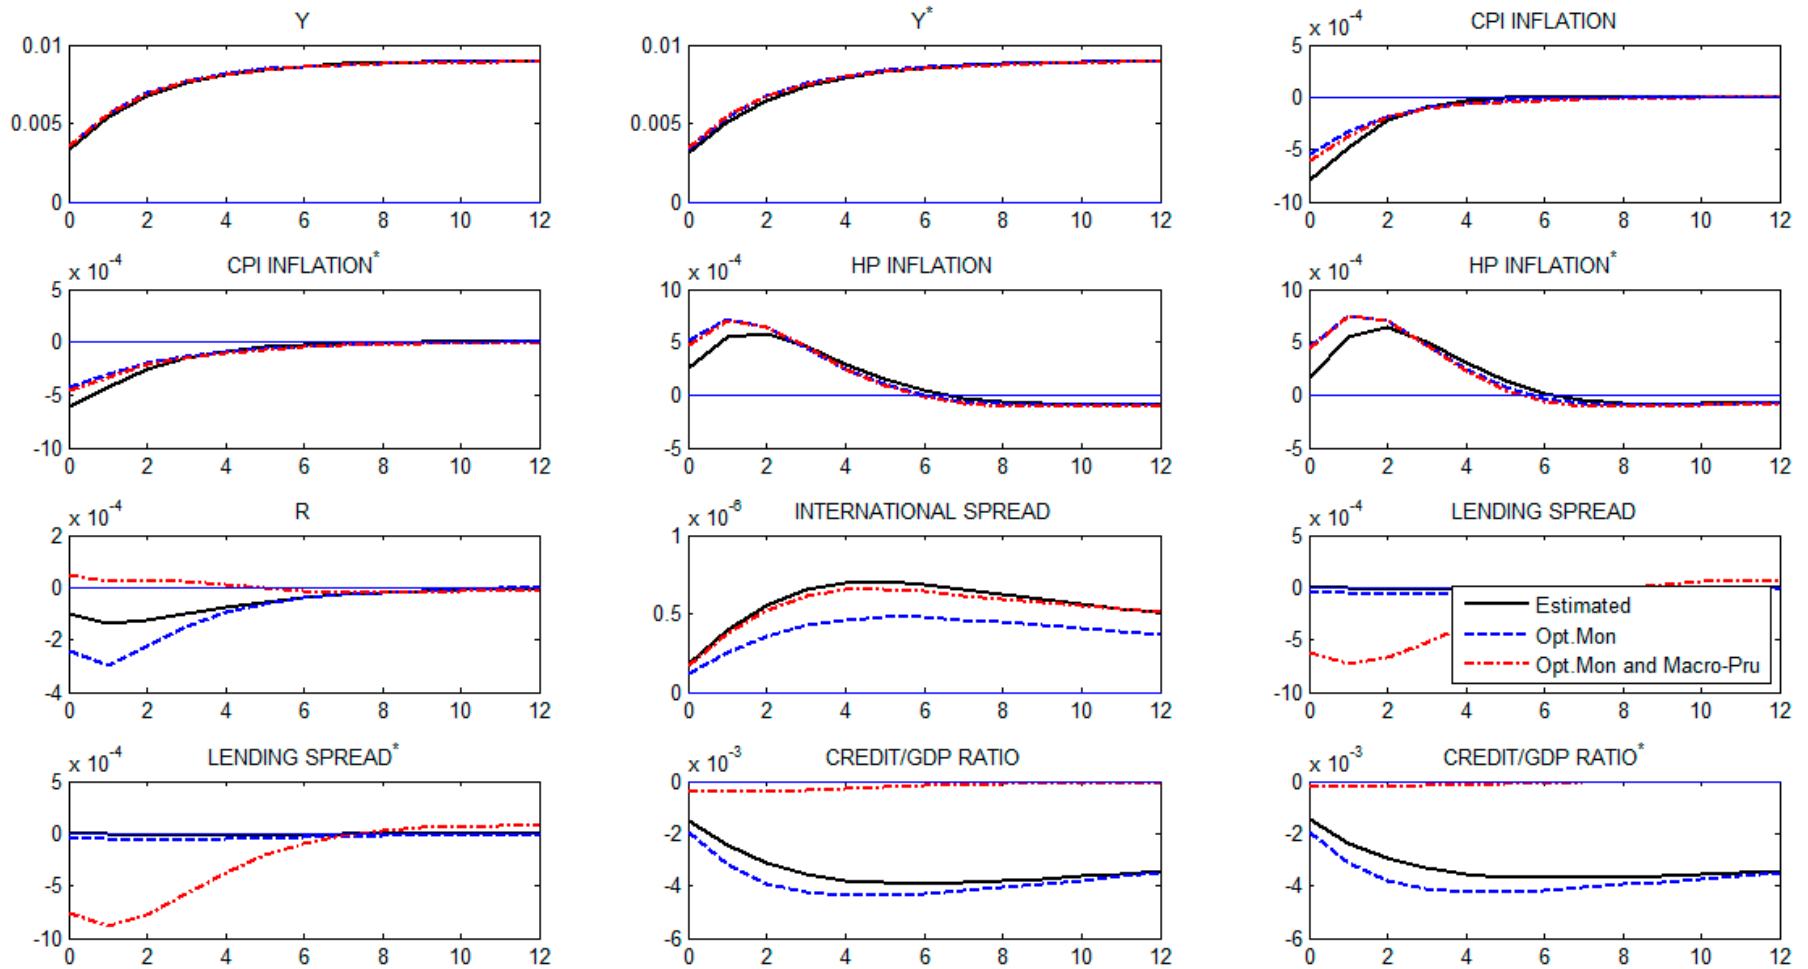 Y
0.01
0.005
0
0 2 4 6 8 10 12
Y*
0.01
0.005
0
0 2 4 6 8 10 12
CPI INFLATION
x 10^-4
5
0
-5
-10
0 2 4 6 8 10 12
CPI INFLATION*
x 10^-4
5
0
-5
-10
0 2 4 6 8 10 12
HP INFLATION
x 10^-4
10
5
0
-5
0 2 4 6 8 10 12
HP INFLATION*
x 10^-4
10
5
0
-5
0 2 4 6 8 10 12
R
x 10^-4
2
0
-2
-4
0 2 4 6 8 10 12
INTERNATIONAL SPREAD
x 10^-6
1
0.5
0
0 2 4 6 8 10 12
LENDING SPREAD
x 10^-4
5
0
-5
-10
0 2 4 6 8 10 12
Estimated
Opt.Mon
Opt.Mon and Macro-Pru
LENDING SPREAD*
x 10^-4
5
0
-5
-10
0 2 4 6 8 10 12
CREDIT/GDP RATIO
x 10^-3
0
-2
-4
-6
0 2 4 6 8 10 12
CREDIT/GDP RATIO*
x 10^-3
0
-2
-4
-6
0 2 4 6 8 10 12